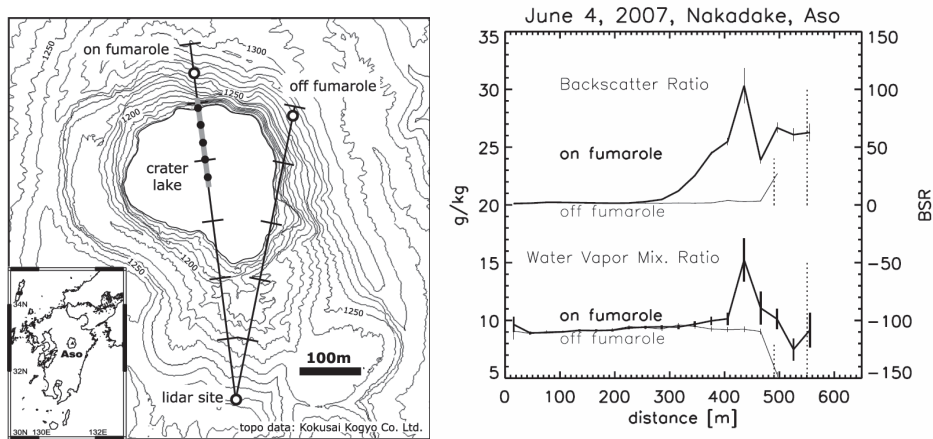 on fumarole
1300
off fumarole
1250
1250
1200
crater
lake
1200
1250
1250
34N
Aso
32N
30N 130E 132E
100m
lidar site
topo data: Kokusai Kogyo Co. Ltd.
June 4, 2007, Nakadake, Aso
35
30
25
20
15
10
5
g/kg
150
100
50
0
-50
-100
-150
BSR
Backscatter Ratio
on fumarole
off fumarole
Water Vapor Mix. Ratio
on fumarole
off fumarole
0 100 200 300 400 500 600
distance [m]